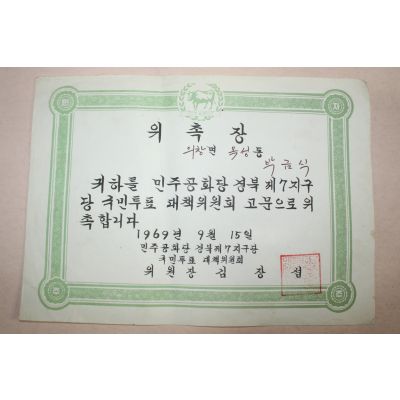 위촉장
의창면 목성동
박금식
귀하를 민주공화당 경북제7지구
당 국민투표 대책위원회 고문으로 위
촉합니다.
1969년 9월 15일
민주공화당 경북제7지구당
국민투표 대책위원회
위원장 김장섭